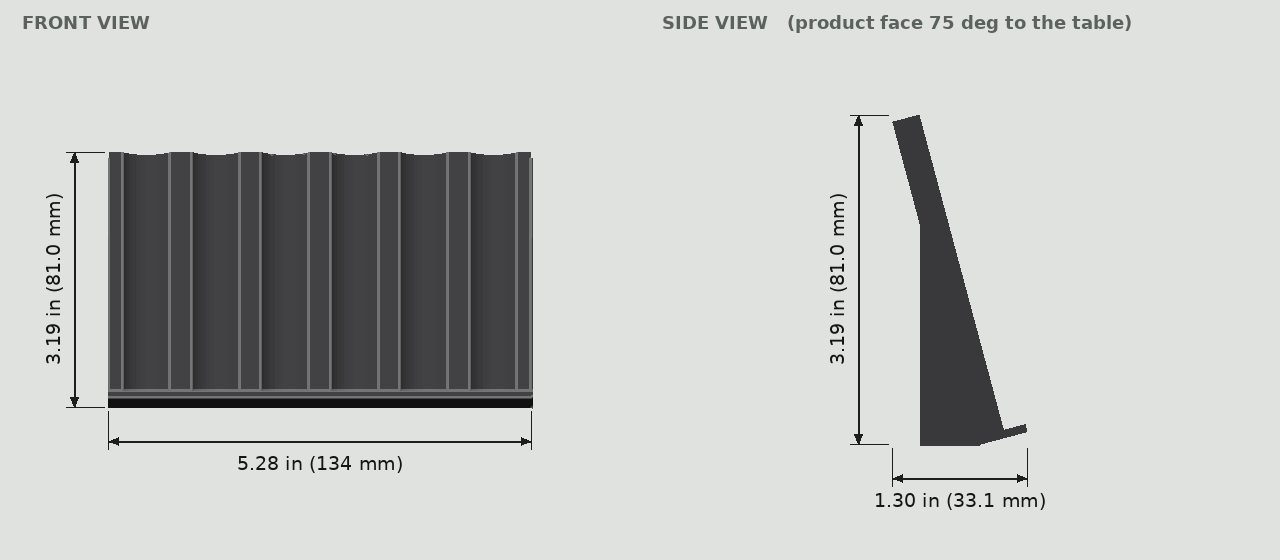 FRONT VIEW
SIDE VIEW (product face 75 deg to the table)
3.19 in (81.0 mm)
5.28 in (134 mm)
3.19 in (81.0 mm)
1.30 in (33.1 mm)